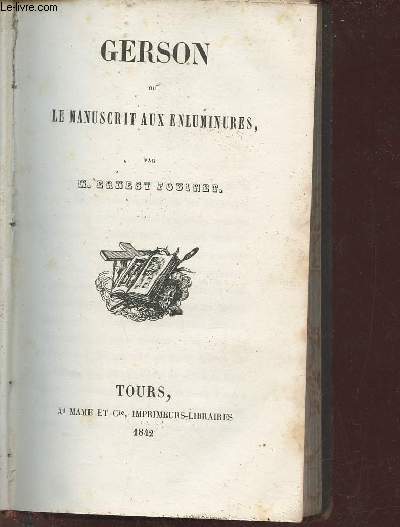 Le-livre.com
GERSON
OU
LE MANUSCRIT AUX ENLUMINURES,
PAR
M. ERNEST FOUINET.
TOURS,
Ad MAME ET Cie, IMPRIMEURS-LIBRAIRES
1842